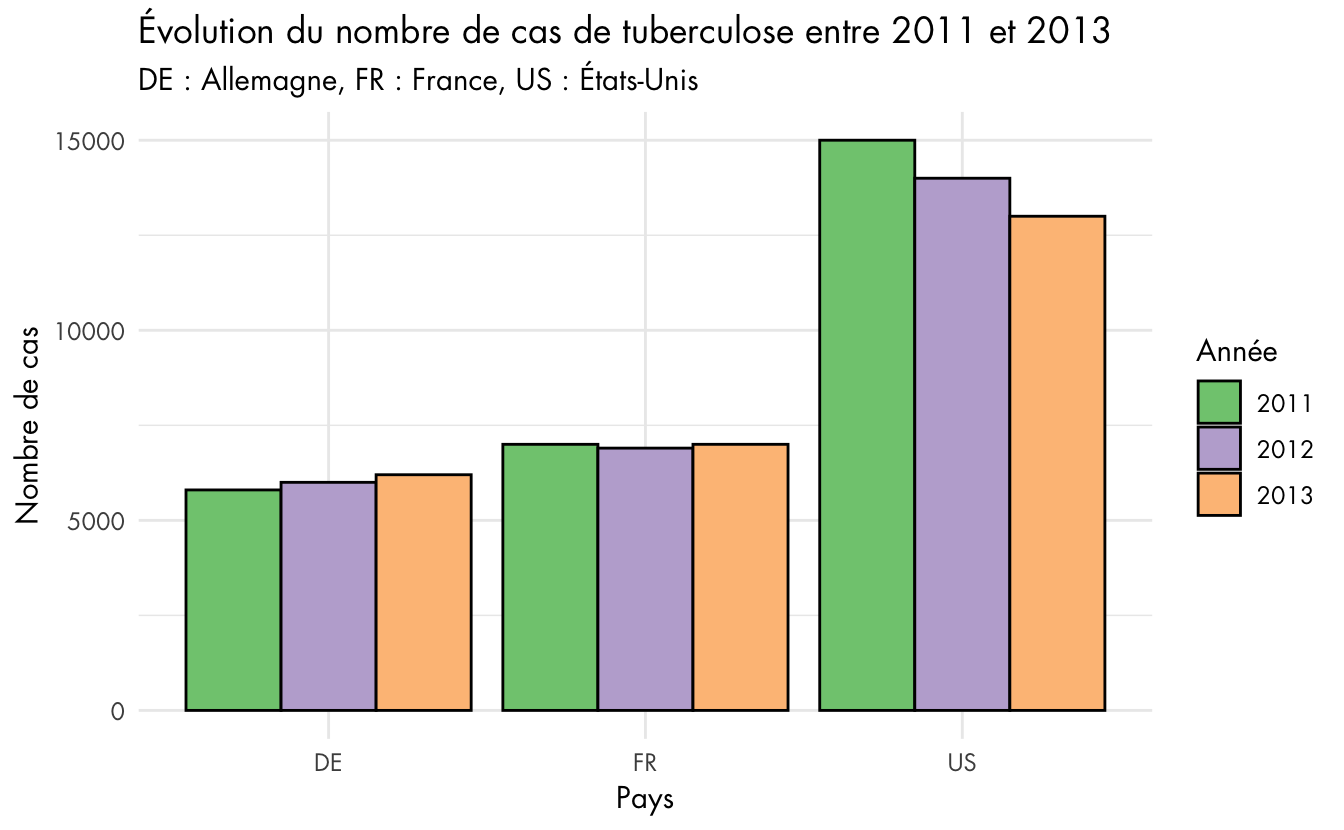 Évolution du nombre de cas de tuberculose entre 2011 et 2013
DE : Allemagne, FR : France, US : États-Unis
15000
10000
5000
0
Nombre de cas
DE
FR
US
Pays
Année
2011
2012
2013